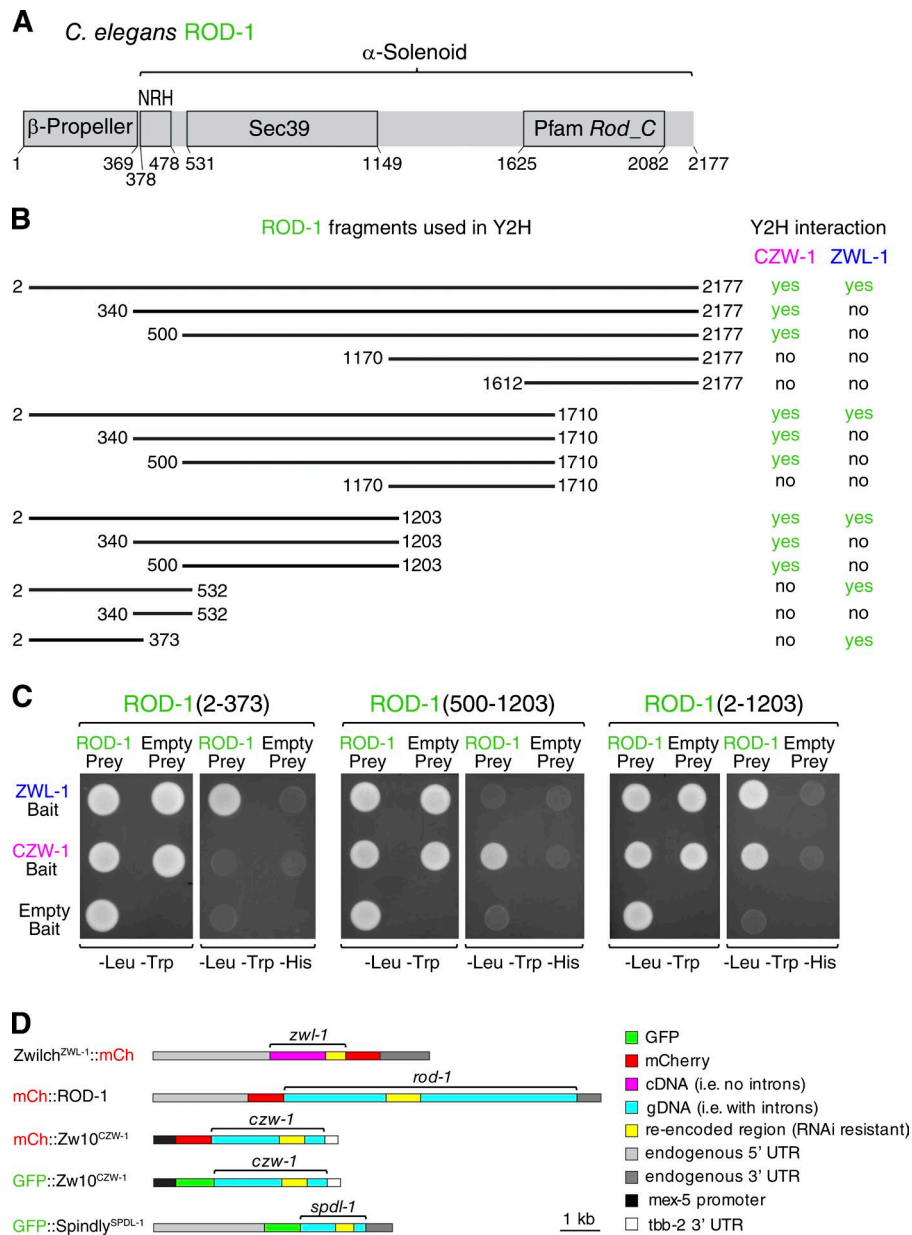 A
C. elegans ROD-1
α-Solenoid
NRH
β-Propeller
Sec39
Pfam Rod_C
1 369 478 531 1149 1625 2082 2177
378
B
ROD-1 fragments used in Y2H Y2H interaction
CZW-1 ZWL-1
2 2177 yes yes
340 2177 yes no
500 2177 yes no
1170 2177 no no
1612 2177 no no
2 1710 yes yes
340 1710 yes no
500 1710 yes no
1170 1710 no no
2 1203 yes yes
340 1203 yes no
500 1203 yes no
2 532 no yes
340 532 no no
2 373 no yes
C
ROD-1(2-373) ROD-1(500-1203) ROD-1(2-1203)
ROD-1 Empty ROD-1 Empty ROD-1 Empty ROD-1 Empty ROD-1 Empty ROD-1 Empty
Prey Prey Prey Prey Prey Prey Prey Prey Prey Prey Prey Prey
ZWL-1
Bait
CZW-1
Bait
Empty
Bait
-Leu -Trp -Leu -Trp -His -Leu -Trp -Leu -Trp -His -Leu -Trp -Leu -Trp -His
D
zwl-1
Zwilch^ZWL-1::mCh
rod-1
mCh::ROD-1
czw-1
mCh::Zw10^CZW-1
czw-1
GFP::Zw10^CZW-1
spdl-1
GFP::Spindly^SPDL-1
1 kb
GFP
mCherry
cDNA (i.e. no introns)
gDNA (i.e. with introns)
re-encoded region (RNAi resistant)
endogenous 5' UTR
endogenous 3' UTR
mex-5 promoter
tbb-2 3' UTR